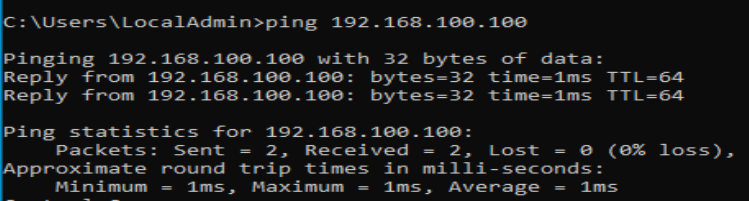 C:\Users\LocalAdmin>ping 192.168.100.100
Pinging 192.168.100.100 with 32 bytes of data:
Reply from 192.168.100.100: bytes=32 time=1ms TTL=64
Reply from 192.168.100.100: bytes=32 time=1ms TTL=64
Ping statistics for 192.168.100.100:
Packets: Sent = 2, Received = 2, Lost = 0 (0% loss),
Approximate round trip times in milli-seconds:
Minimum = 1ms, Maximum = 1ms, Average = 1ms